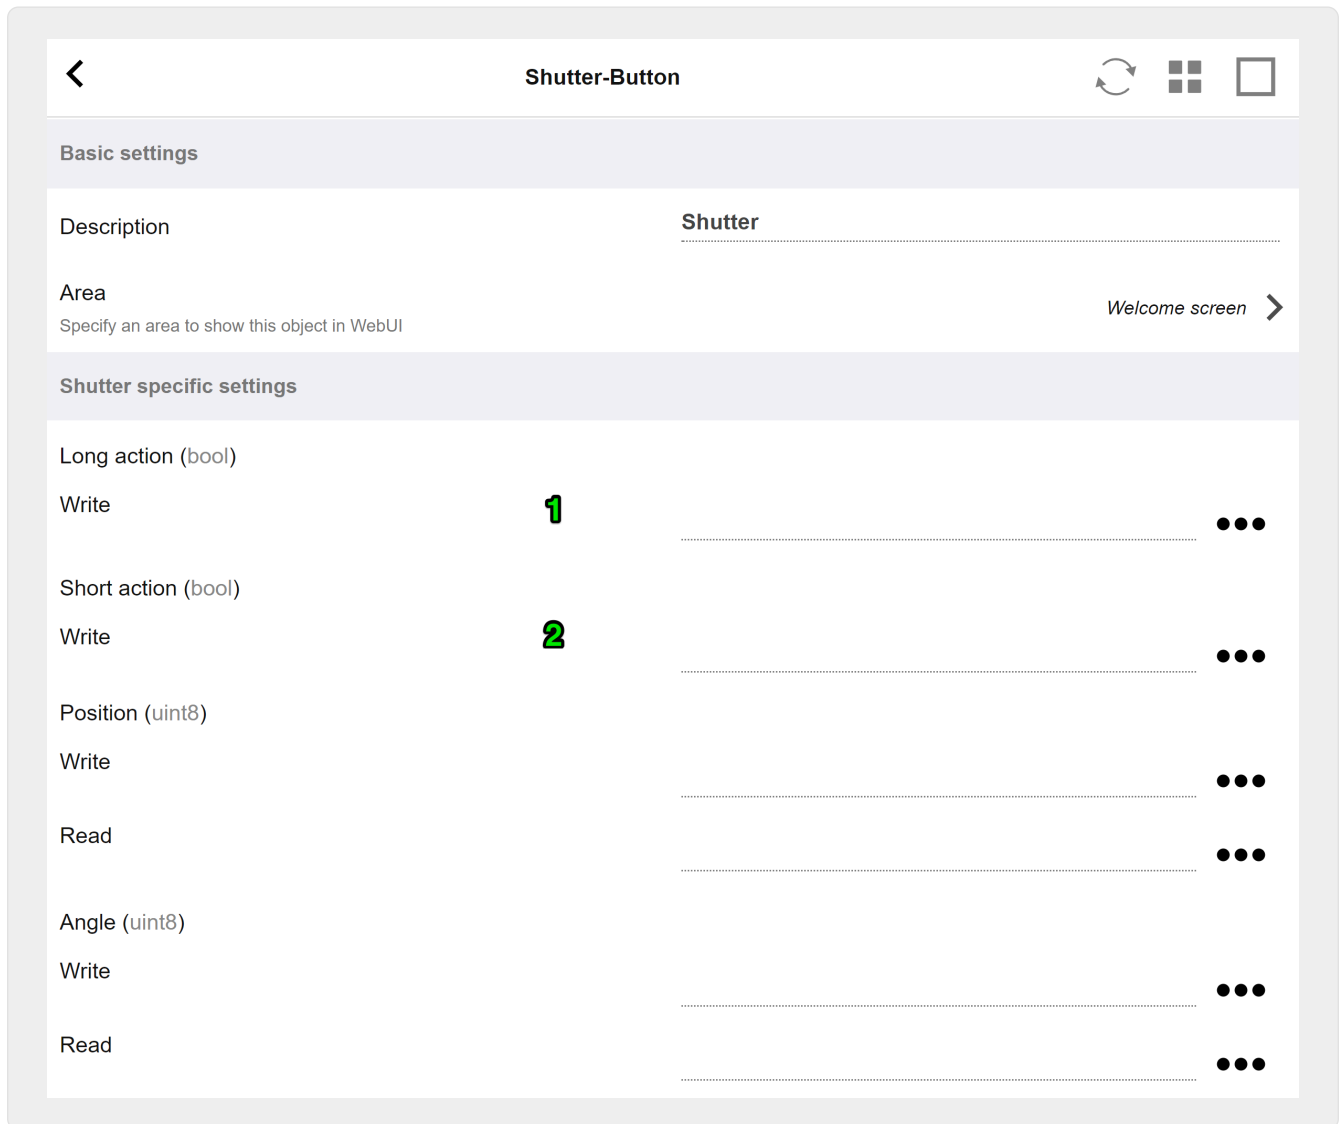 Shutter-Button
Basic settings
Description
Shutter
Area
Specify an area to show this object in WebUI
Welcome screen
Shutter specific settings
Long action (bool)
Write
1
Short action (bool)
Write
2
Position (uint8)
Write
Read
Angle (uint8)
Write
Read